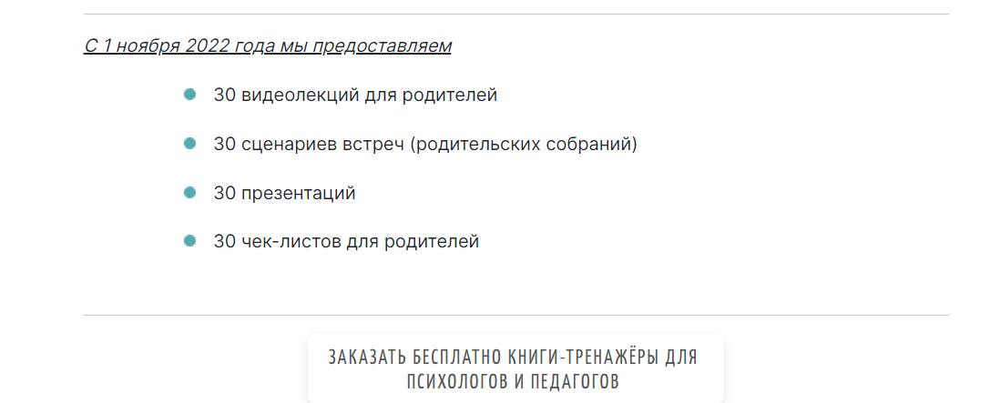 С 1 ноября 2022 года мы предоставляем
30 видеолекций для родителей
30 сценариев встреч (родительских собраний)
30 презентаций
30 чек-листов для родителей
ЗАКАЗАТЬ БЕСПЛАТНО КНИГИ-ТРЕНАЖЁРЫ ДЛЯ
ПСИХОЛОГОВ И ПЕДАГОГОВ